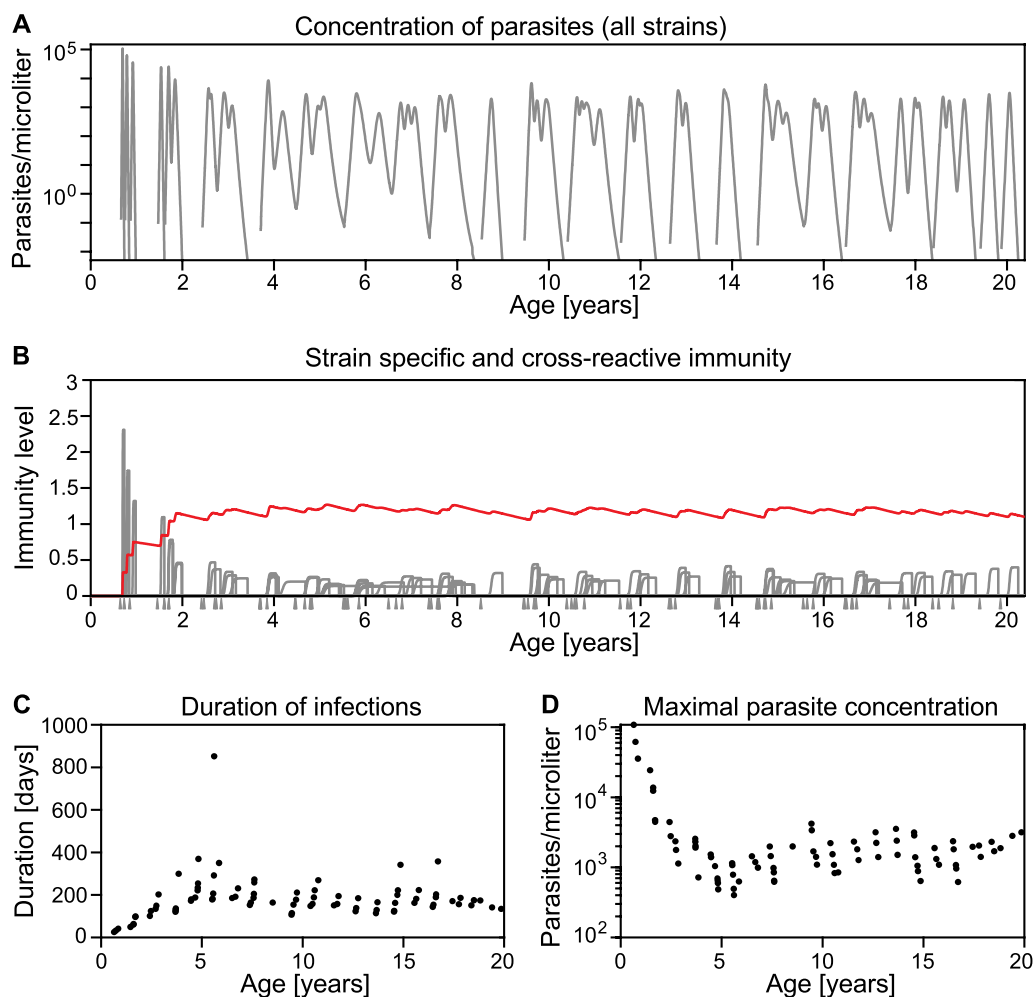 A
Concentration of parasites (all strains)
Parasites/microliter
10^5
10^0
0 2 4 6 8 10 12 14 16 18 20
Age [years]
B
Strain specific and cross-reactive immunity
Immunity level
3
2.5
2
1.5
1
0.5
0
0 2 4 6 8 10 12 14 16 18 20
Age [years]
C
Duration of infections
Duration [days]
1000
800
600
400
200
0
0 5 10 15 20
Age [years]
D
Maximal parasite concentration
Parasites/microliter
10^5
10^4
10^3
10^2
0 5 10 15 20
Age [years]